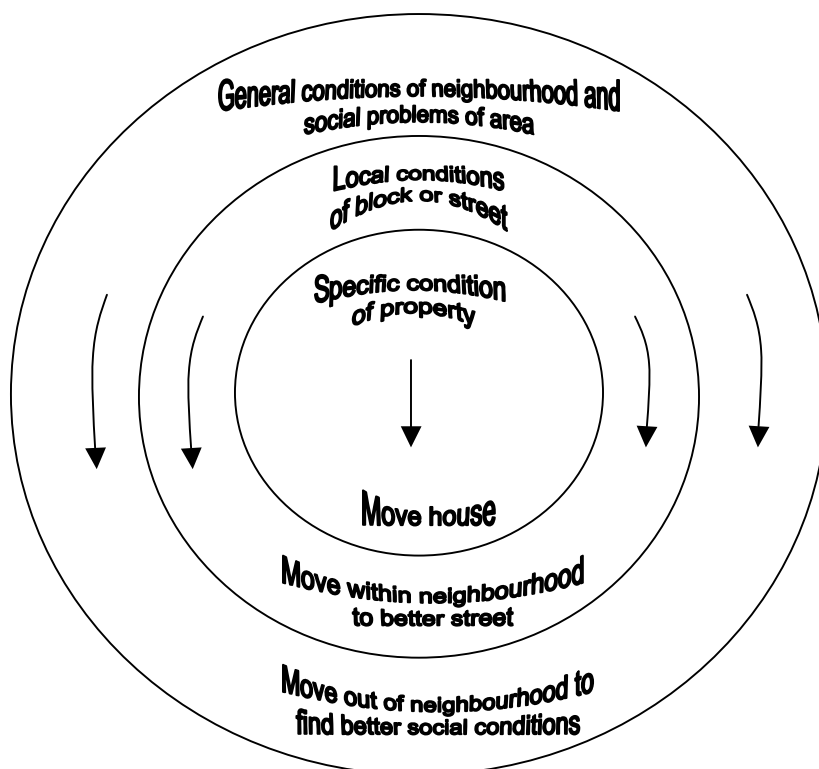 General conditions of neighbourhood and
social problems of area
Local conditions
of block or street
Specific condition
of property
Move house
Move within neighbourhood
to better street
Move out of neighbourhood to
find better social conditions